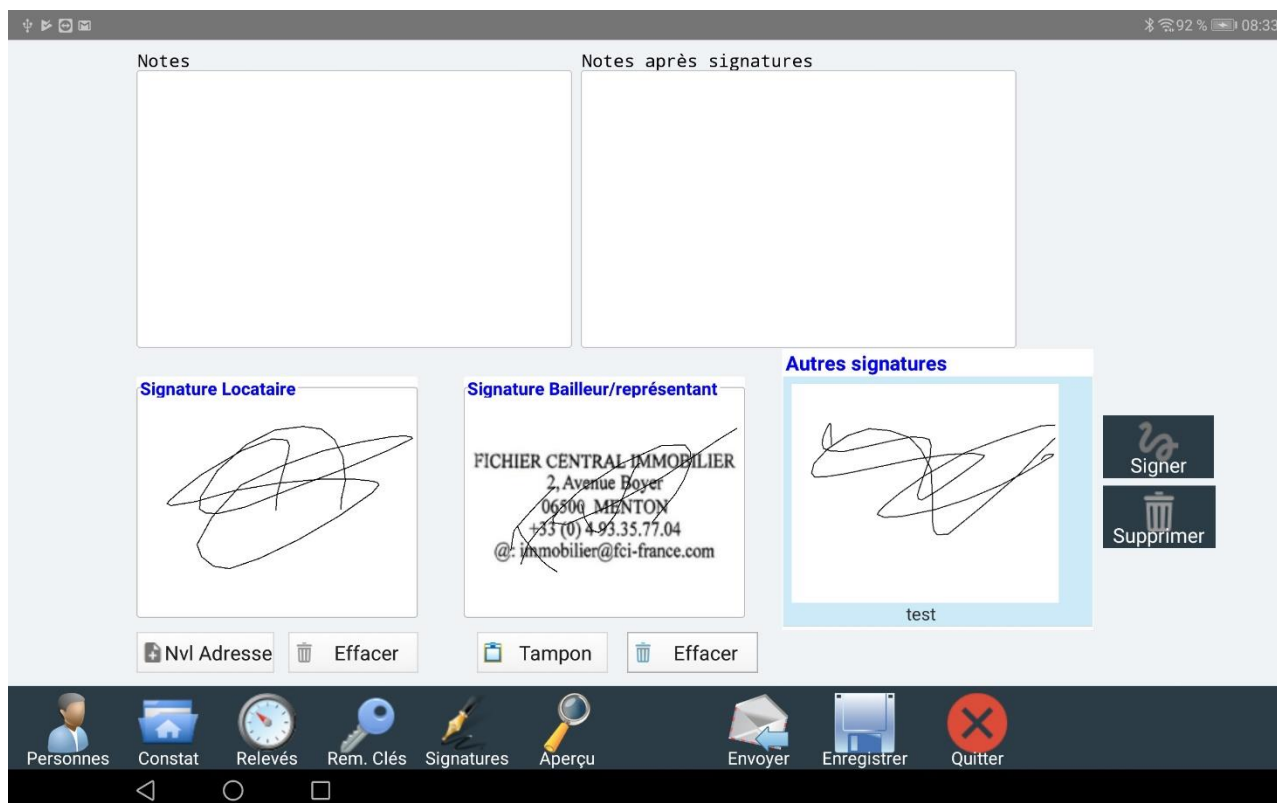 92 % 08:33
Notes
Notes après signatures
Signature Locataire
Signature Bailleur/représentant
FICHIER CENTRAL IMMOBILIER
2, Avenue Boyer
06500 MENTON
+33 (0) 4.93.35.77.04
@: immobilier@fci-france.com
Autres signatures
test
Signer
Supprimer
Nvl Adresse
Effacer
Tampon
Effacer
Personnes
Constat
Relevés
Rem. Clés
Signatures
Aperçu
Envoyer
Enregistrer
Quitter